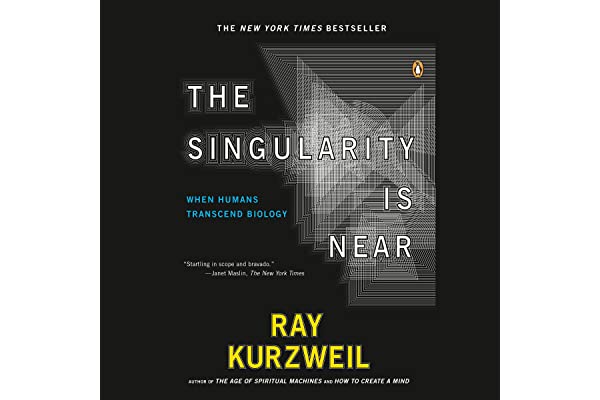 THE NEW YORK TIMES BESTSELLER
THE
SINGULARITY
IS
NEAR
WHEN HUMANS
TRANSCEND BIOLOGY
"Startling in scope and bravado."
—Janet Maslin, The New York Times
RAY
KURZWEIL
AUTHOR OF THE AGE OF SPIRITUAL MACHINES AND HOW TO CREATE A MIND